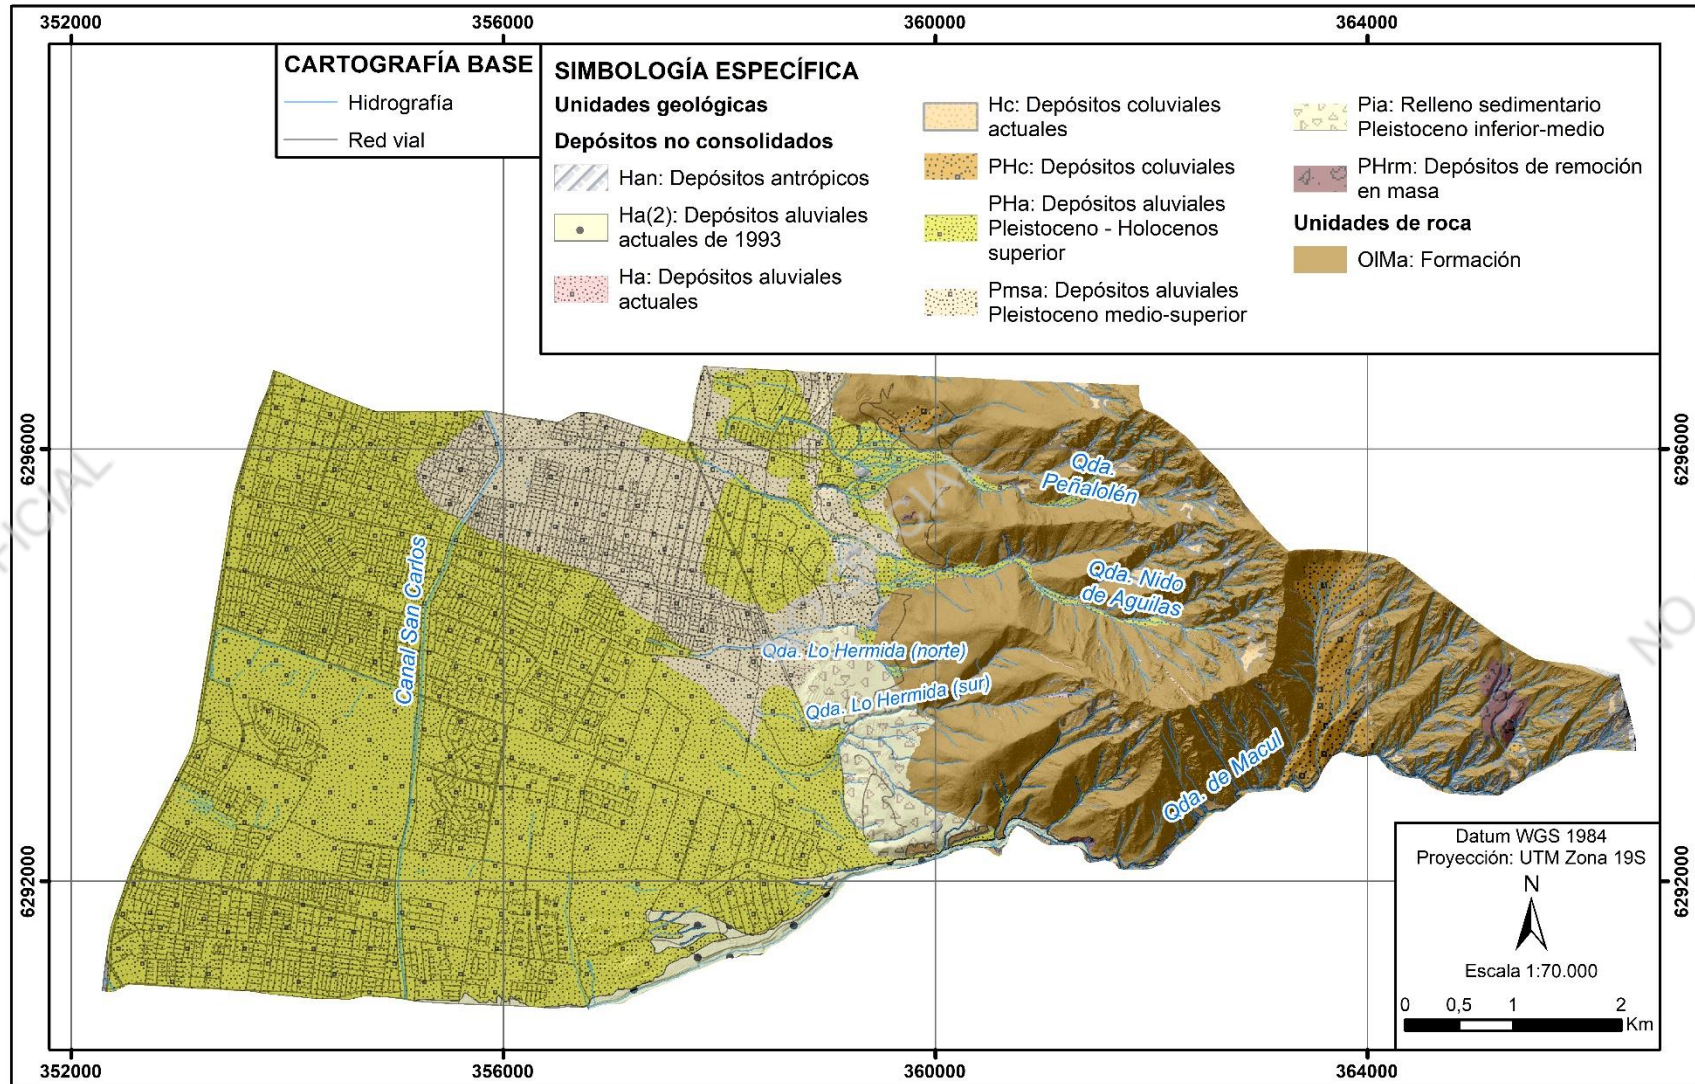 352000
356000
360000
364000
CARTOGRAFÍA BASE
Hidrografía
Red vial
SIMBOLOGÍA ESPECÍFICA
Unidades geológicas
Depósitos no consolidados
Han: Depósitos antrópicos
Ha(2): Depósitos aluviales
actuales de 1993
Ha: Depósitos aluviales
actuales
Hc: Depósitos coluviales
actuales
PHc: Depósitos coluviales
PHa: Depósitos aluviales
Pleistoceno - Holocenos
superior
Pmsa: Depósitos aluviales
Pleistoceno medio-superior
Pia: Relleno sedimentario
Pleistoceno inferior-medio
PHrm: Depósitos de remoción
en masa
Unidades de roca
OlMa: Formación
6296000
6296000
Qda.
Peñalolén
Canal San Carlos
Qda. Nido
de Aguilas
Qda. Lo Hermida (norte)
Qda. Lo Hermida (sur)
Qda. de Macul
6292000
6292000
FICIAL
CIAL
NO
Datum WGS 1984
Proyección: UTM Zona 19S
N
Escala 1:70.000
0 0,5 1 2
Km
352000
356000
360000
364000